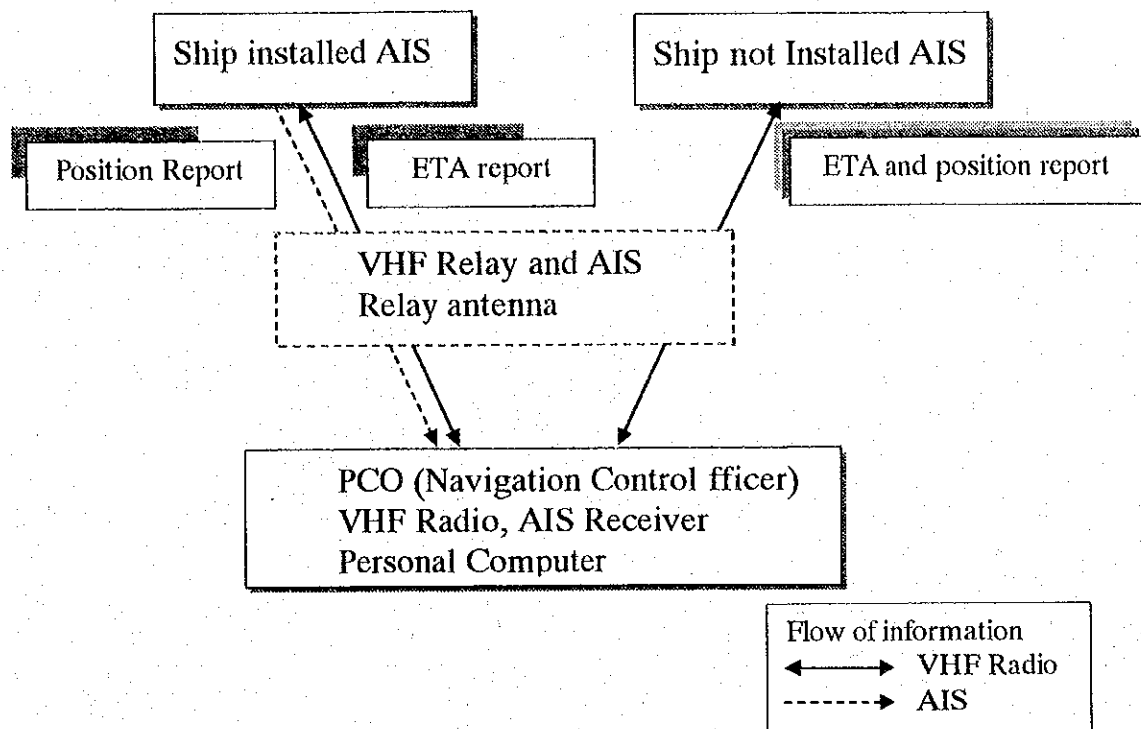 Ship installed AIS
Ship not Installed AIS
Position Report
ETA report
ETA and position report
VHF Relay and AIS
Relay antenna
PCO (Navigation Control fficer)
VHF Radio, AIS Receiver
Personal Computer
Flow of information
VHF Radio
AIS